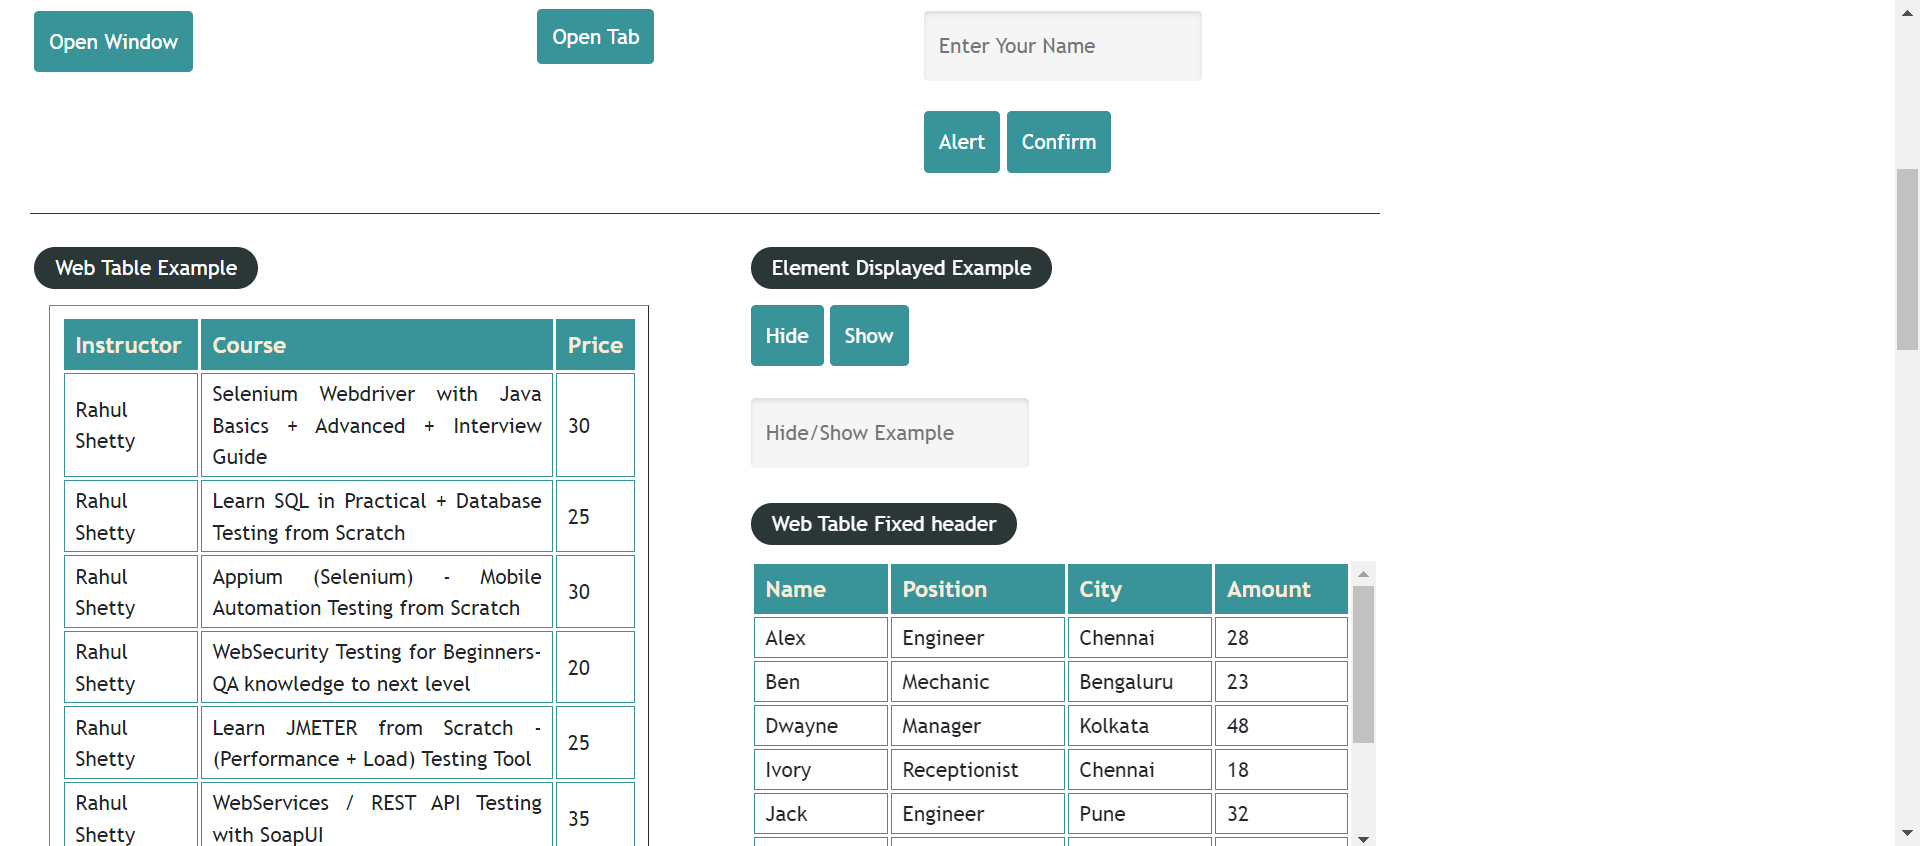 Open Window
Open Tab
Enter Your Name
Alert Confirm
Web Table Example
Instructor Course Price
Rahul Shetty Selenium Webdriver with Java Basics + Advanced + Interview Guide 30
Rahul Shetty Learn SQL in Practical + Database Testing from Scratch 25
Rahul Shetty Appium (Selenium) - Mobile Automation Testing from Scratch 30
Rahul Shetty WebSecurity Testing for Beginners-QA knowledge to next level 20
Rahul Shetty Learn JMETER from Scratch - (Performance + Load) Testing Tool 25
Rahul Shetty WebServices / REST API Testing with SoapUI 35
Element Displayed Example
Hide Show
Hide/Show Example
Web Table Fixed header
Name Position City Amount
Alex Engineer Chennai 28
Ben Mechanic Bengaluru 23
Dwayne Manager Kolkata 48
Ivory Receptionist Chennai 18
Jack Engineer Pune 32